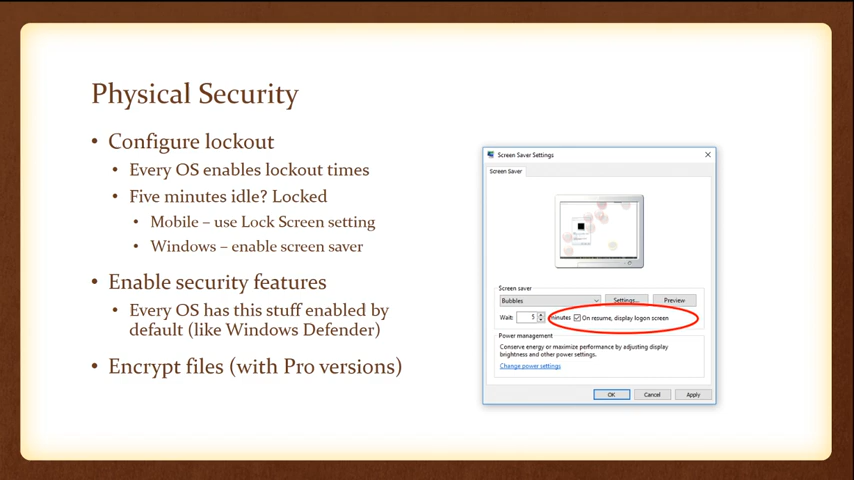 Physical Security
• Configure lockout
• Every OS enables lockout times
• Five minutes idle? Locked
• Mobile – use Lock Screen setting
• Windows – enable screen saver
• Enable security features
• Every OS has this stuff enabled by
default (like Windows Defender)
• Encrypt files (with Pro versions)
Screen Saver Settings
Screen Saver
Screen saver
Bubbles
Settings...
Preview
Wait: 5 minutes On resume, display logon screen
Power management
Conserve energy or maximize performance by adjusting display
brightness and other power settings.
Change power settings
OK
Cancel
Apply